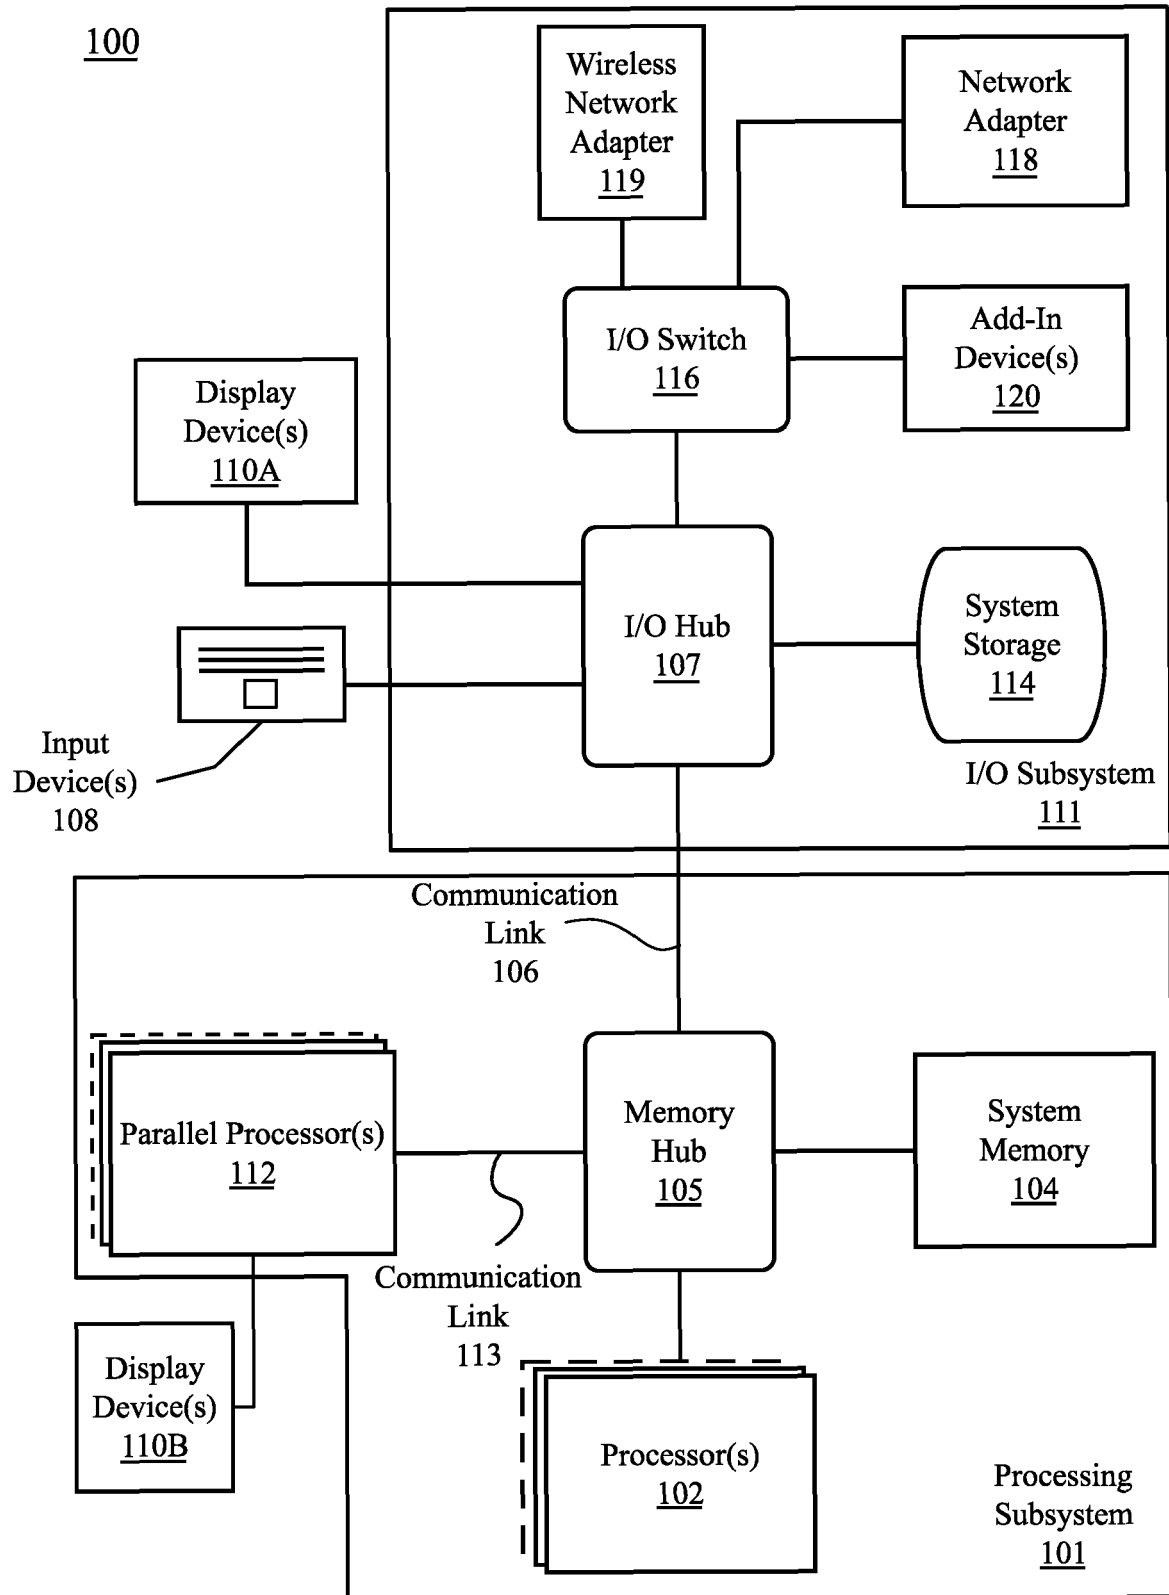 100
Wireless
Network
Adapter
119
Network
Adapter
118
I/O Switch
116
Add-In
Device(s)
120
Display
Device(s)
110A
I/O Hub
107
System
Storage
114
Input
Device(s)
108
I/O Subsystem
111
Communication
Link
106
Parallel Processor(s)
112
Memory
Hub
105
System
Memory
104
Communication
Link
113
Display
Device(s)
110B
Processor(s)
102
Processing
Subsystem
101